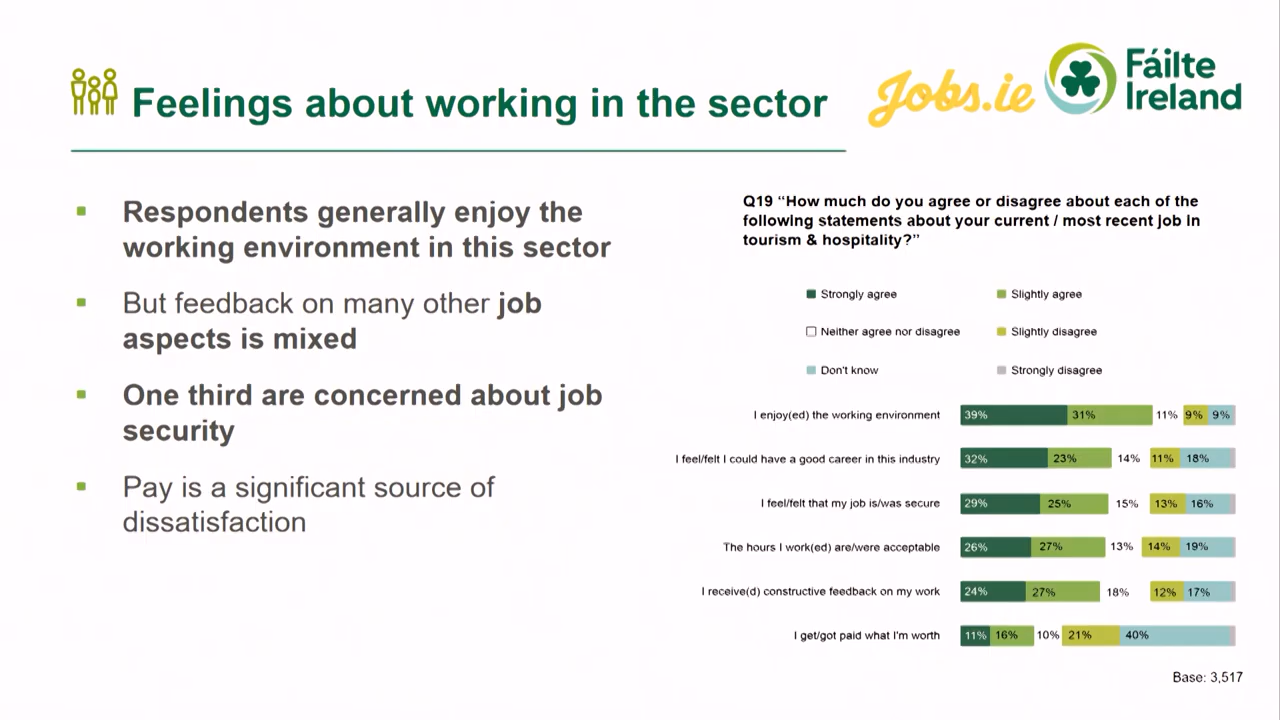 Feelings about working in the sector
Jobs.ie
Fáilte
Ireland
Respondents generally enjoy the
working environment in this sector
But feedback on many other job
aspects is mixed
One third are concerned about job
security
Pay is a significant source of
dissatisfaction
Q19 “How much do you agree or disagree about each of the
following statements about your current / most recent job in
tourism & hospitality?”
Strongly agree
Slightly agree
Neither agree nor disagree
Slightly disagree
Don't know
Strongly disagree
I enjoy(ed) the working environment 39% 31% 11% 9% 9%
I feel/felt I could have a good career in this industry 32% 23% 14% 11% 18%
I feel/felt that my job is/was secure 29% 25% 15% 13% 16%
The hours I work(ed) are/were acceptable 26% 27% 13% 14% 19%
I receive(d) constructive feedback on my work 24% 27% 18% 12% 17%
I get/got paid what I'm worth 11% 16% 10% 21% 40%
Base: 3,517